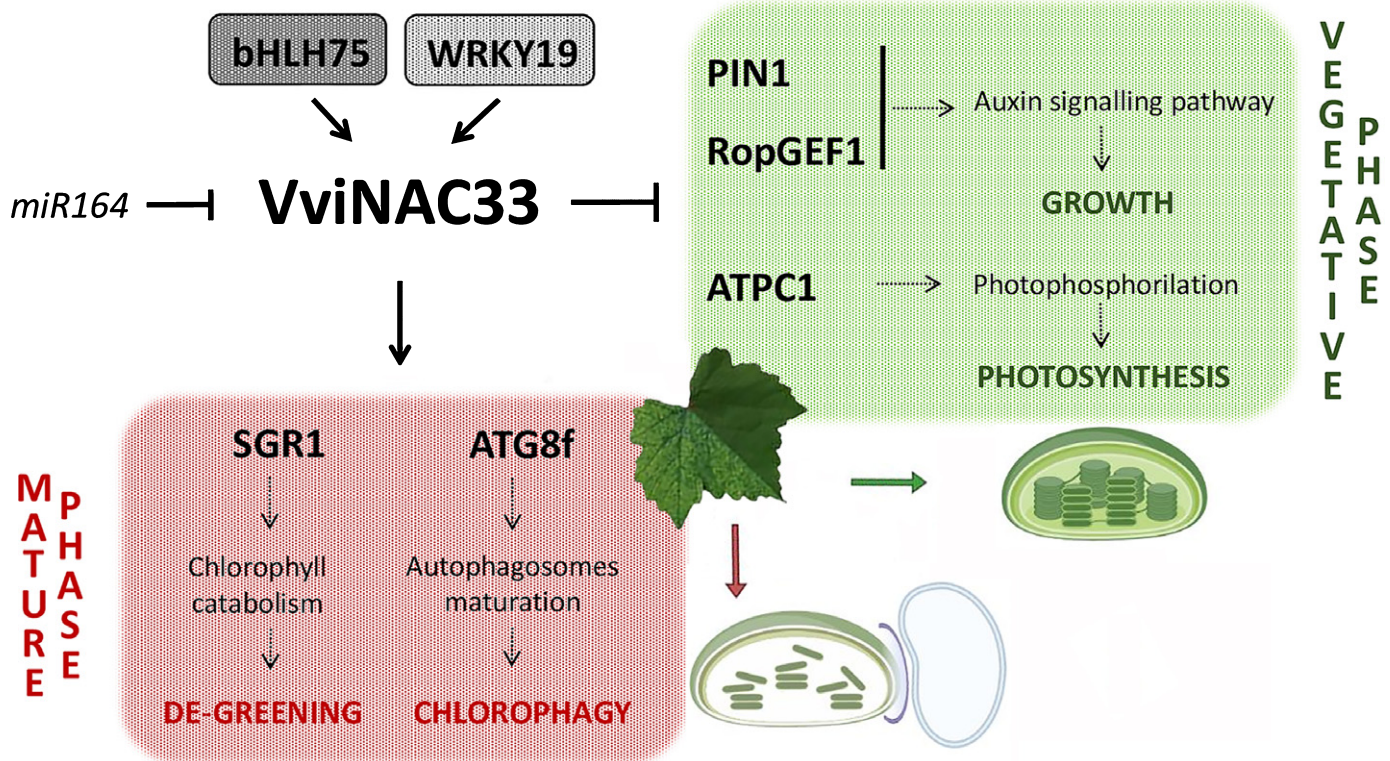 bHLH75
WRKY19
miR164
VviNAC33
PIN1
RopGEF1
Auxin signalling pathway
GROWTH
ATPC1
Photophosphorilation
PHOTOSYNTHESIS
VEGETATIVE
PHASE
MATURE
PHASE
SGR1
ATG8f
Chlorophyll
catabolism
Autophagosomes
maturation
DE-GREENING
CHLOROPHAGY